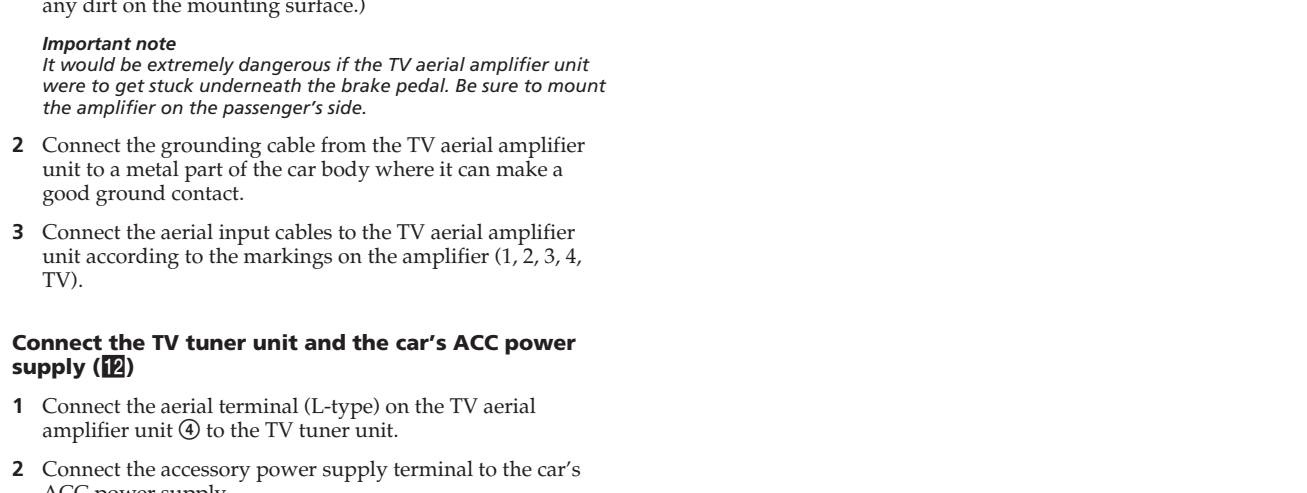 any dirt on the mounting surface.)
Important note
It would be extremely dangerous if the TV aerial amplifier unit
were to get stuck underneath the brake pedal. Be sure to mount
the amplifier on the passenger's side.
2 Connect the grounding cable from the TV aerial amplifier
unit to a metal part of the car body where it can make a
good ground contact.
3 Connect the aerial input cables to the TV aerial amplifier
unit according to the markings on the amplifier (1, 2, 3, 4,
TV).
Connect the TV tuner unit and the car's ACC power
supply (12)
1 Connect the aerial terminal (L-type) on the TV aerial
amplifier unit ④ to the TV tuner unit.
2 Connect the accessory power supply terminal to the car's
ACC power supply